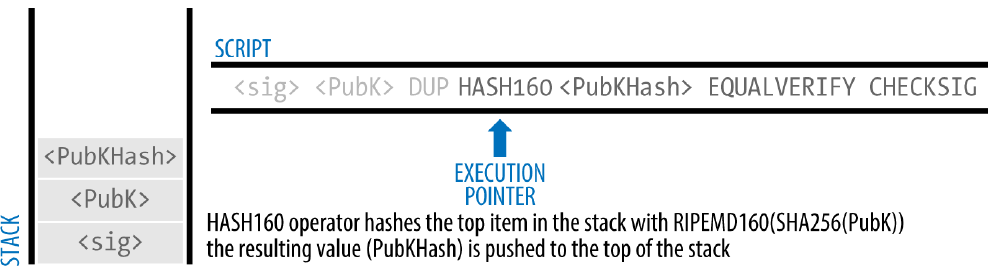 SCRIPT
<sig> <PubK> DUP HASH160 <PubKHash> EQUALVERIFY CHECKSIG
<PubKHash>
<PubK>
<sig>
STACK
EXECUTION
POINTER
HASH160 operator hashes the top item in the stack with RIPEMD160(SHA256(PubK))
the resulting value (PubKHash) is pushed to the top of the stack